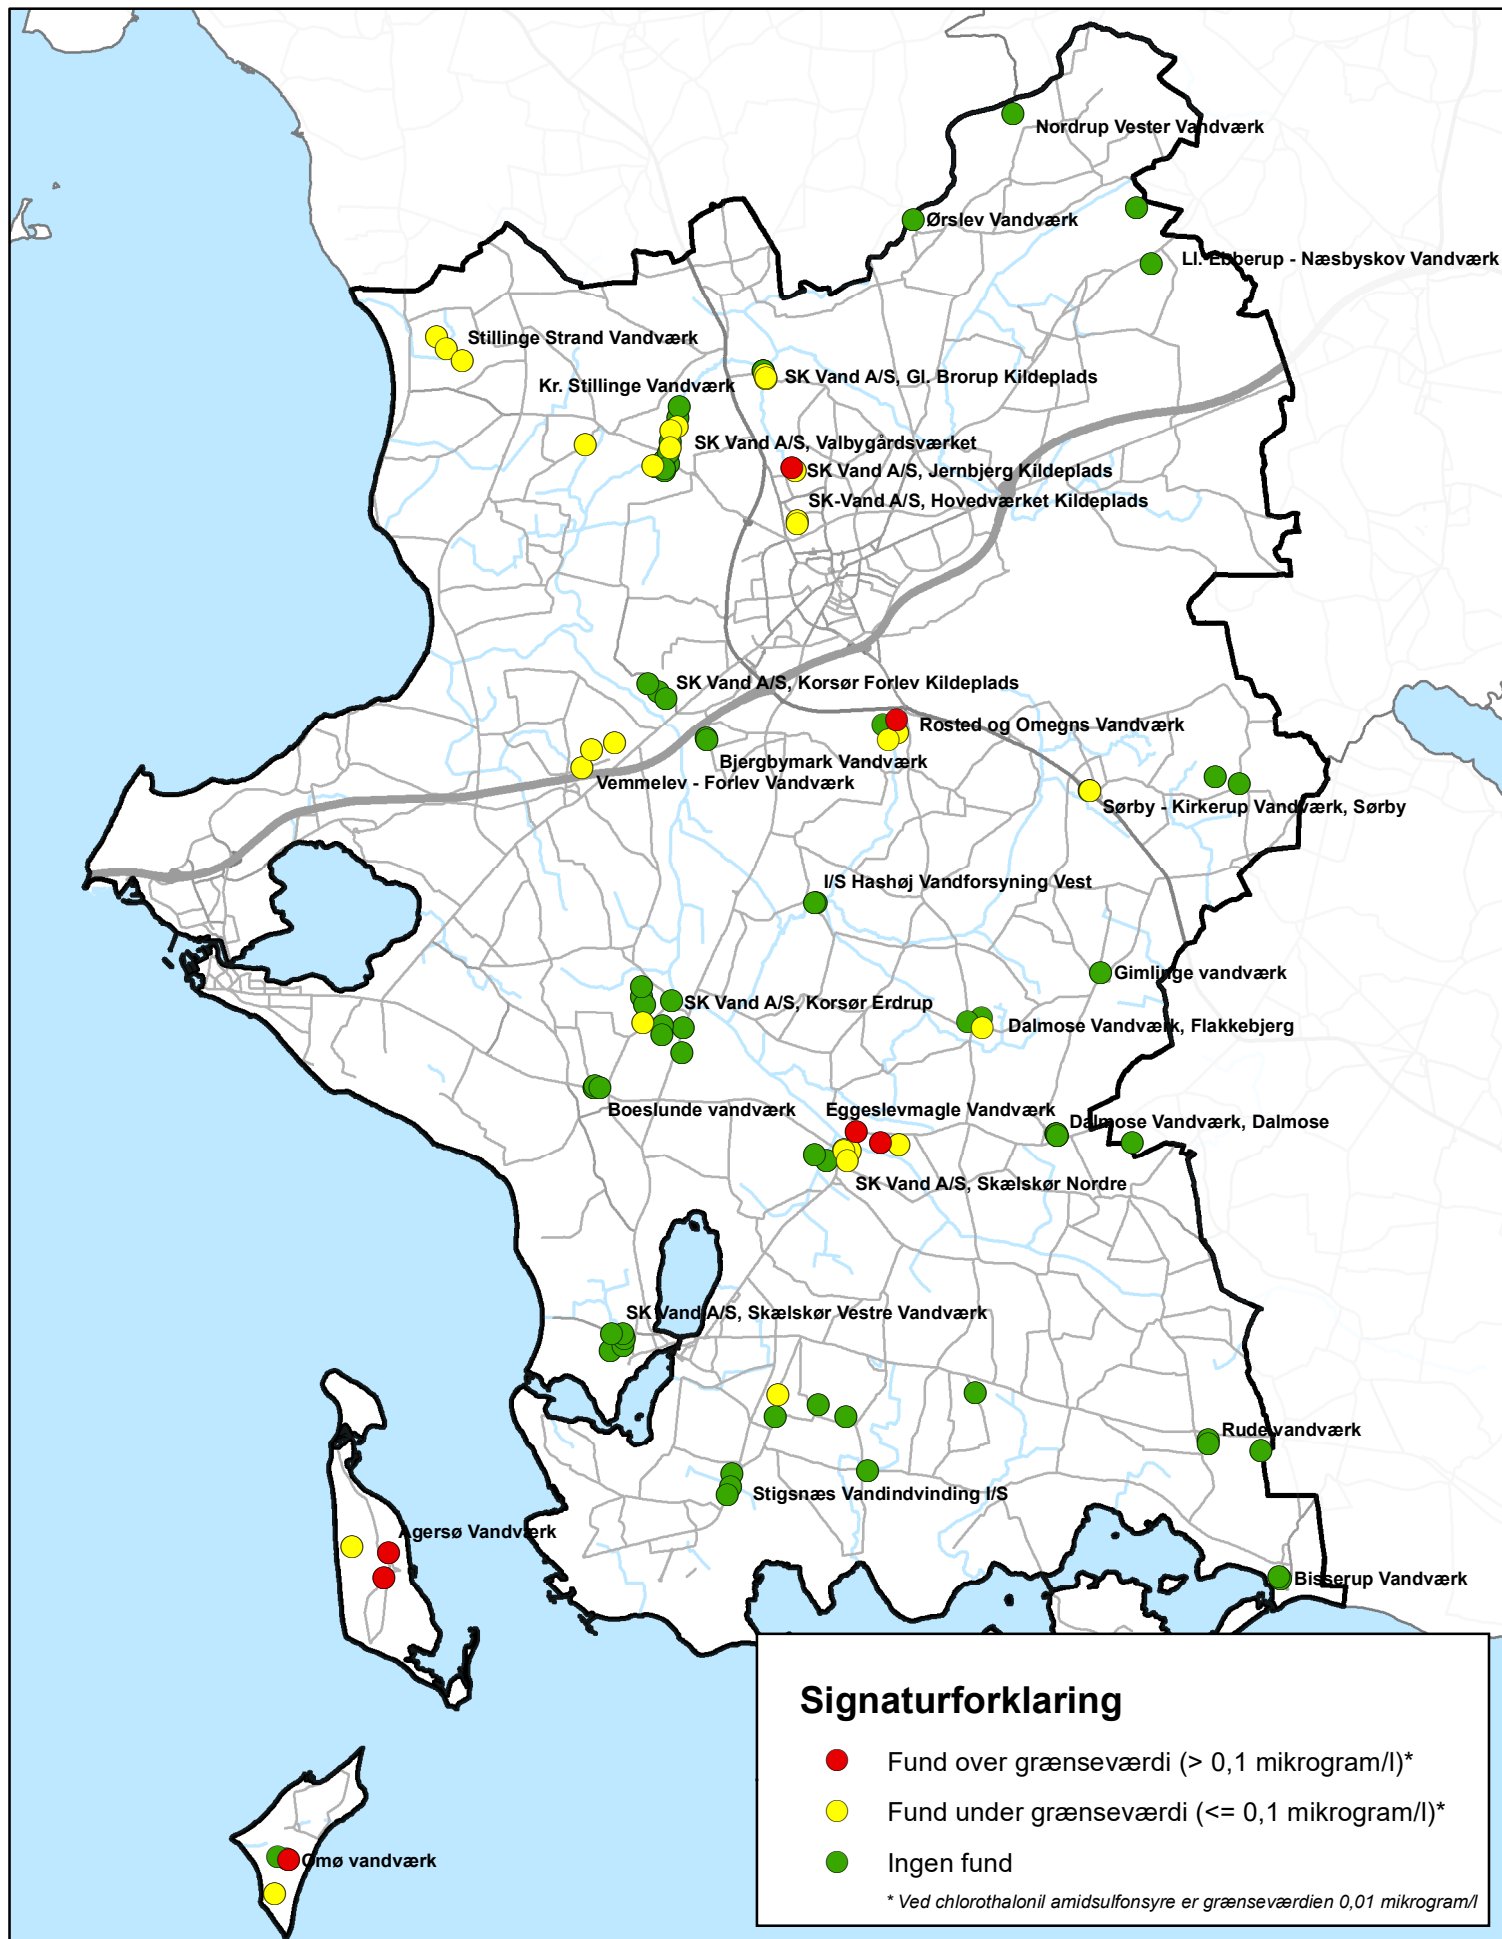 Nordrup Vester Vandværk
Ørslev Vandværk
Ll. Ebberup - Næsbyskov Vandværk
Stillinge Strand Vandværk
SK Vand A/S, Gl. Brorup Kildeplads
Kr. Stillinge Vandværk
SK Vand A/S, Valbygårdsværket
SK Vand A/S, Jernbjerg Kildeplads
SK-Vand A/S, Hovedværket Kildeplads
SK Vand A/S, Korsør Forlev Kildeplads
Rosted og Omegns Vandværk
Bjergbymark Vandværk
Vemmelev - Forlev Vandværk
Sørby - Kirkerup Vandværk, Sørby
I/S Hashøj Vandforsyning Vest
Gimlinge vandværk
SK Vand A/S, Korsør Erdrup
Dalmose Vandværk, Flakkebjerg
Boeslunde vandværk
Eggeslevmagle Vandværk
Dalmose Vandværk, Dalmose
SK Vand A/S, Skælskør Nordre
SK Vand A/S, Skælskør Vestre Vandværk
Rude vandværk
Stigsnæs Vandindvinding I/S
Agersø Vandværk
Bisserup Vandværk
Omø vandværk
Signaturforklaring
Fund over grænseværdi (> 0,1 mikrogram/l)*
Fund under grænseværdi (<= 0,1 mikrogram/l)*
Ingen fund
* Ved chlorothalonil amidsulfonsyre er grænseværdien 0,01 mikrogram/l